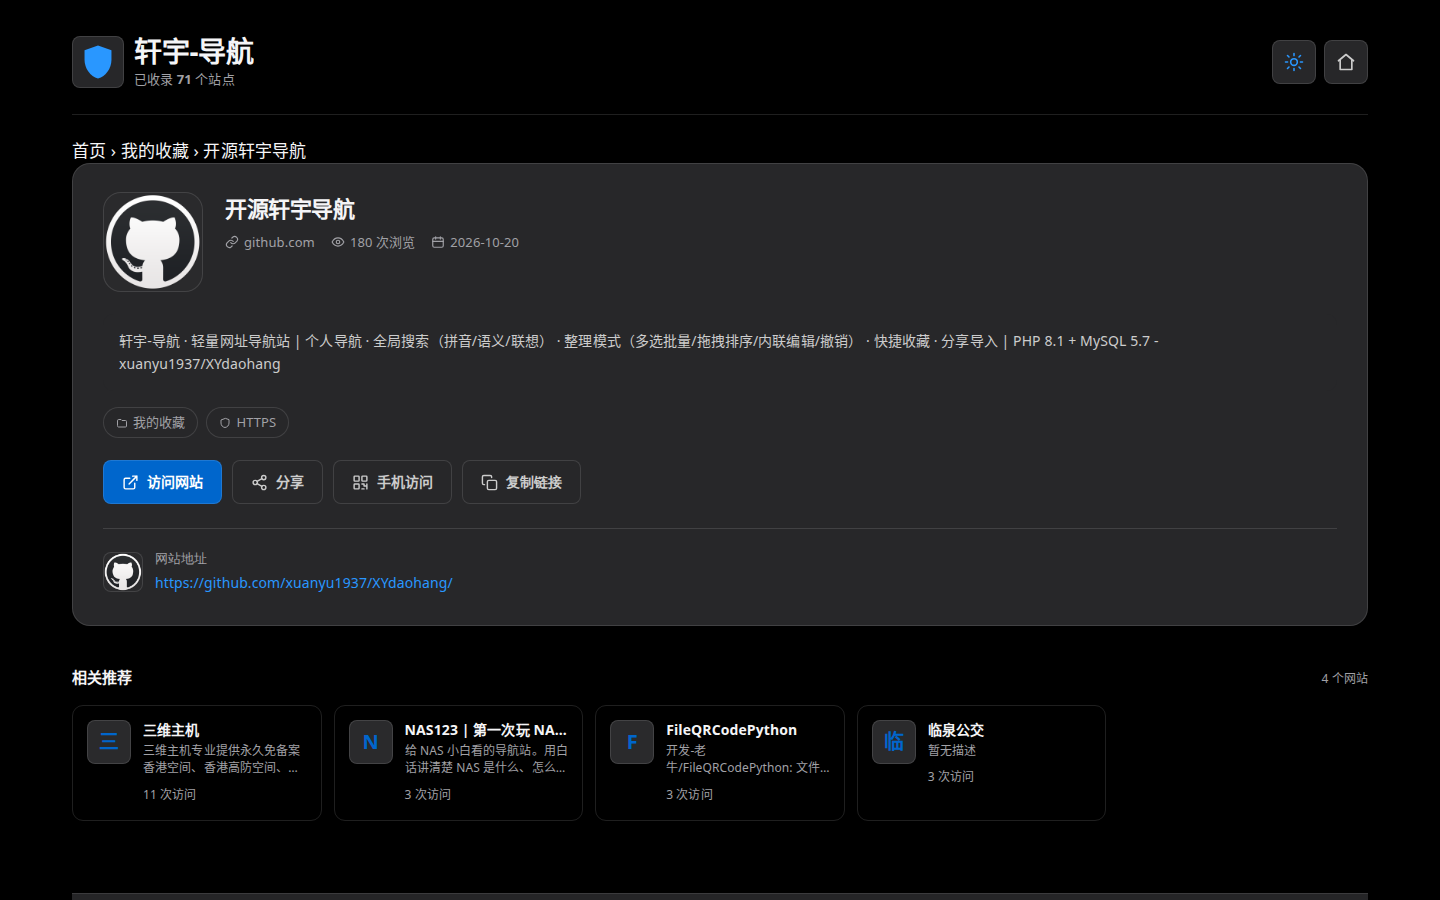 轩宇-导航
已收录 71 个站点
首页 › 我的收藏 › 开源轩宇导航
开源轩宇导航
github.com 180 次浏览 2026-10-20
轩宇-导航 · 轻量网址导航站 | 个人导航 · 全局搜索（拼音/语义/联想） · 整理模式（多选批量/拖拽排序/内联编辑/撤销） · 快捷收藏 · 分享导入 | PHP 8.1 + MySQL 5.7 -
xuanyu1937/XYdaohang
我的收藏 HTTPS
访问网站 分享 手机访问 复制链接
网站地址
https://github.com/xuanyu1937/XYdaohang/
相关推荐 4 个网站
三
三维主机
三维主机专业提供永久免备案
香港空间、香港高防空间、...
11 次访问
N
NAS123 | 第一次玩 NA...
给 NAS 小白看的导航站。用白
话讲清楚 NAS 是什么、怎么...
3 次访问
F
FileQRCodePython
开发-老
牛/FileQRCodePython: 文件...
3 次访问
临
临泉公交
暂无描述
3 次访问